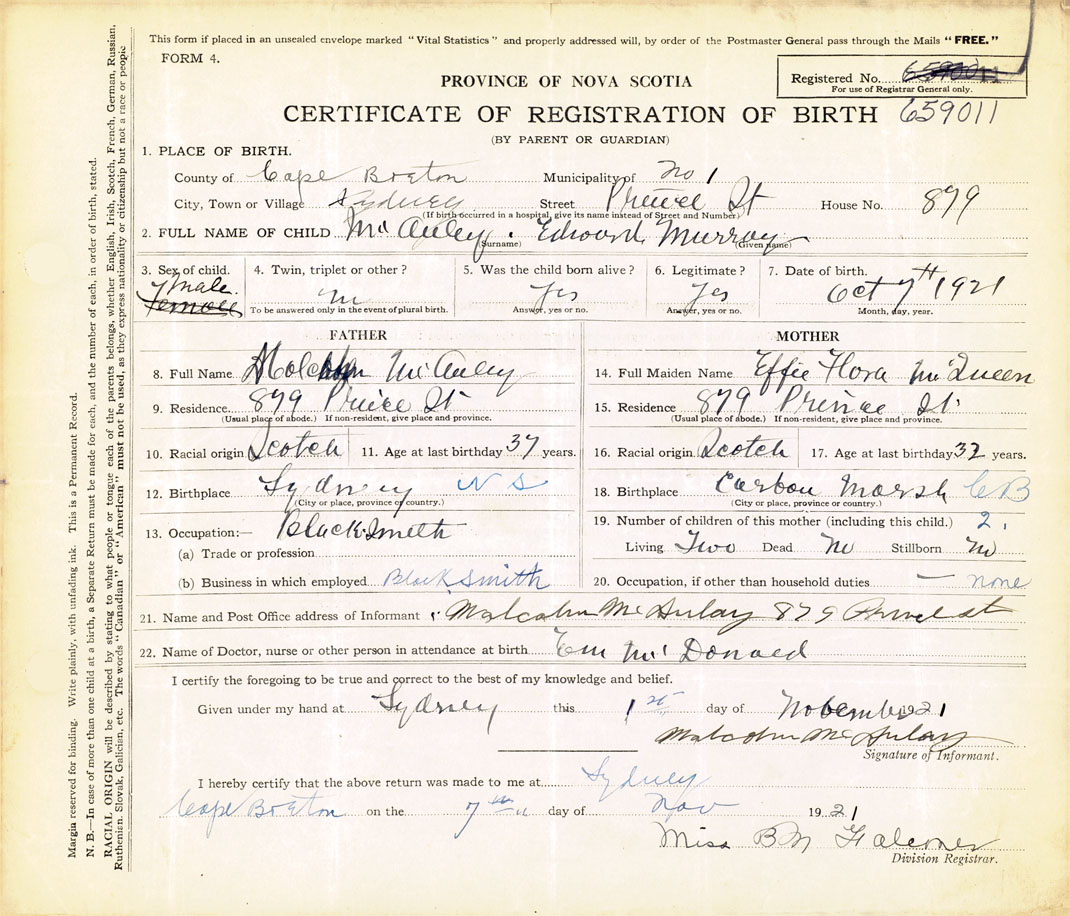 This form if placed in an unsealed envelope marked "Vital Statistics" and properly addressed will, by order of the Postmaster General pass through the Mails "FREE."
FORM 4.
PROVINCE OF NOVA SCOTIA
Registered No.
For use of Registrar General only.
CERTIFICATE OF REGISTRATION OF BIRTH 659011
(BY PARENT OR GUARDIAN)
1. PLACE OF BIRTH.
County of Cape Breton Municipality of No 1
City, Town or Village Sydney Street Prince St House No. 879
(If birth occurred in a hospital, give its name instead of Street and Number)
2. FULL NAME OF CHILD McAuley, Edward Murray
(Surname) (Given name)
3. Sex of child. 4. Twin, triplet or other? 5. Was the child born alive? 6. Legitimate? 7. Date of birth.
Male Female No Yes Yes Oct 7th 1921
To be answered only in the event of plural birth. Answer, yes or no. Answer, yes or no. Month, day, year.
FATHER MOTHER
8. Full Name McAuley 14. Full Maiden Name Effie Flora McQueen
9. Residence 879 Prince St 15. Residence 879 Prince St
(Usual place of abode.) If non-resident, give place and province. (Usual place of abode.) If non-resident, give place and province.
10. Racial origin Scotch 11. Age at last birthday 37 years. 16. Racial origin Scotch 17. Age at last birthday 32 years.
12. Birthplace Sydney N S 18. Birthplace Marsh CB
(City or place, province or country.) (City or place, province or country.)
13. Occupation:— Blacksmith 19. Number of children of this mother (including this child.) 2.
(a) Trade or profession Living Two Dead No Stillborn No
(b) Business in which employed Black Smith 20. Occupation, if other than household duties — none
21. Name and Post Office address of Informant Malcolm McAulay 879 Prince st
22. Name of Doctor, nurse or other person in attendance at birth Mc Donald
I certify the foregoing to be true and correct to the best of my knowledge and belief.
Given under my hand at Sydney this 1st day of November 1921
Malcolm McAulay
Signature of Informant.
I hereby certify that the above return was made to me at Sydney
Cape Breton on the 7th day of Nov 1921
Miss B M Falconer
Division Registrar.
Margin reserved for binding. Write plainly, with unfading ink. This is a Permanent Record.
N. B.—In case of more than one child at a birth, a Separate Return must be made for each, and the number of each, in order of birth, stated.
RACIAL ORIGIN will be described by stating to what people or tongue each of the parents belongs, whether English, Irish, Scotch, French, German, Russian,
Ruthenian, Slovak, Galician, etc. The words "Canadian" or "American" must not be used, as they express nationality or citizenship but not a race or people